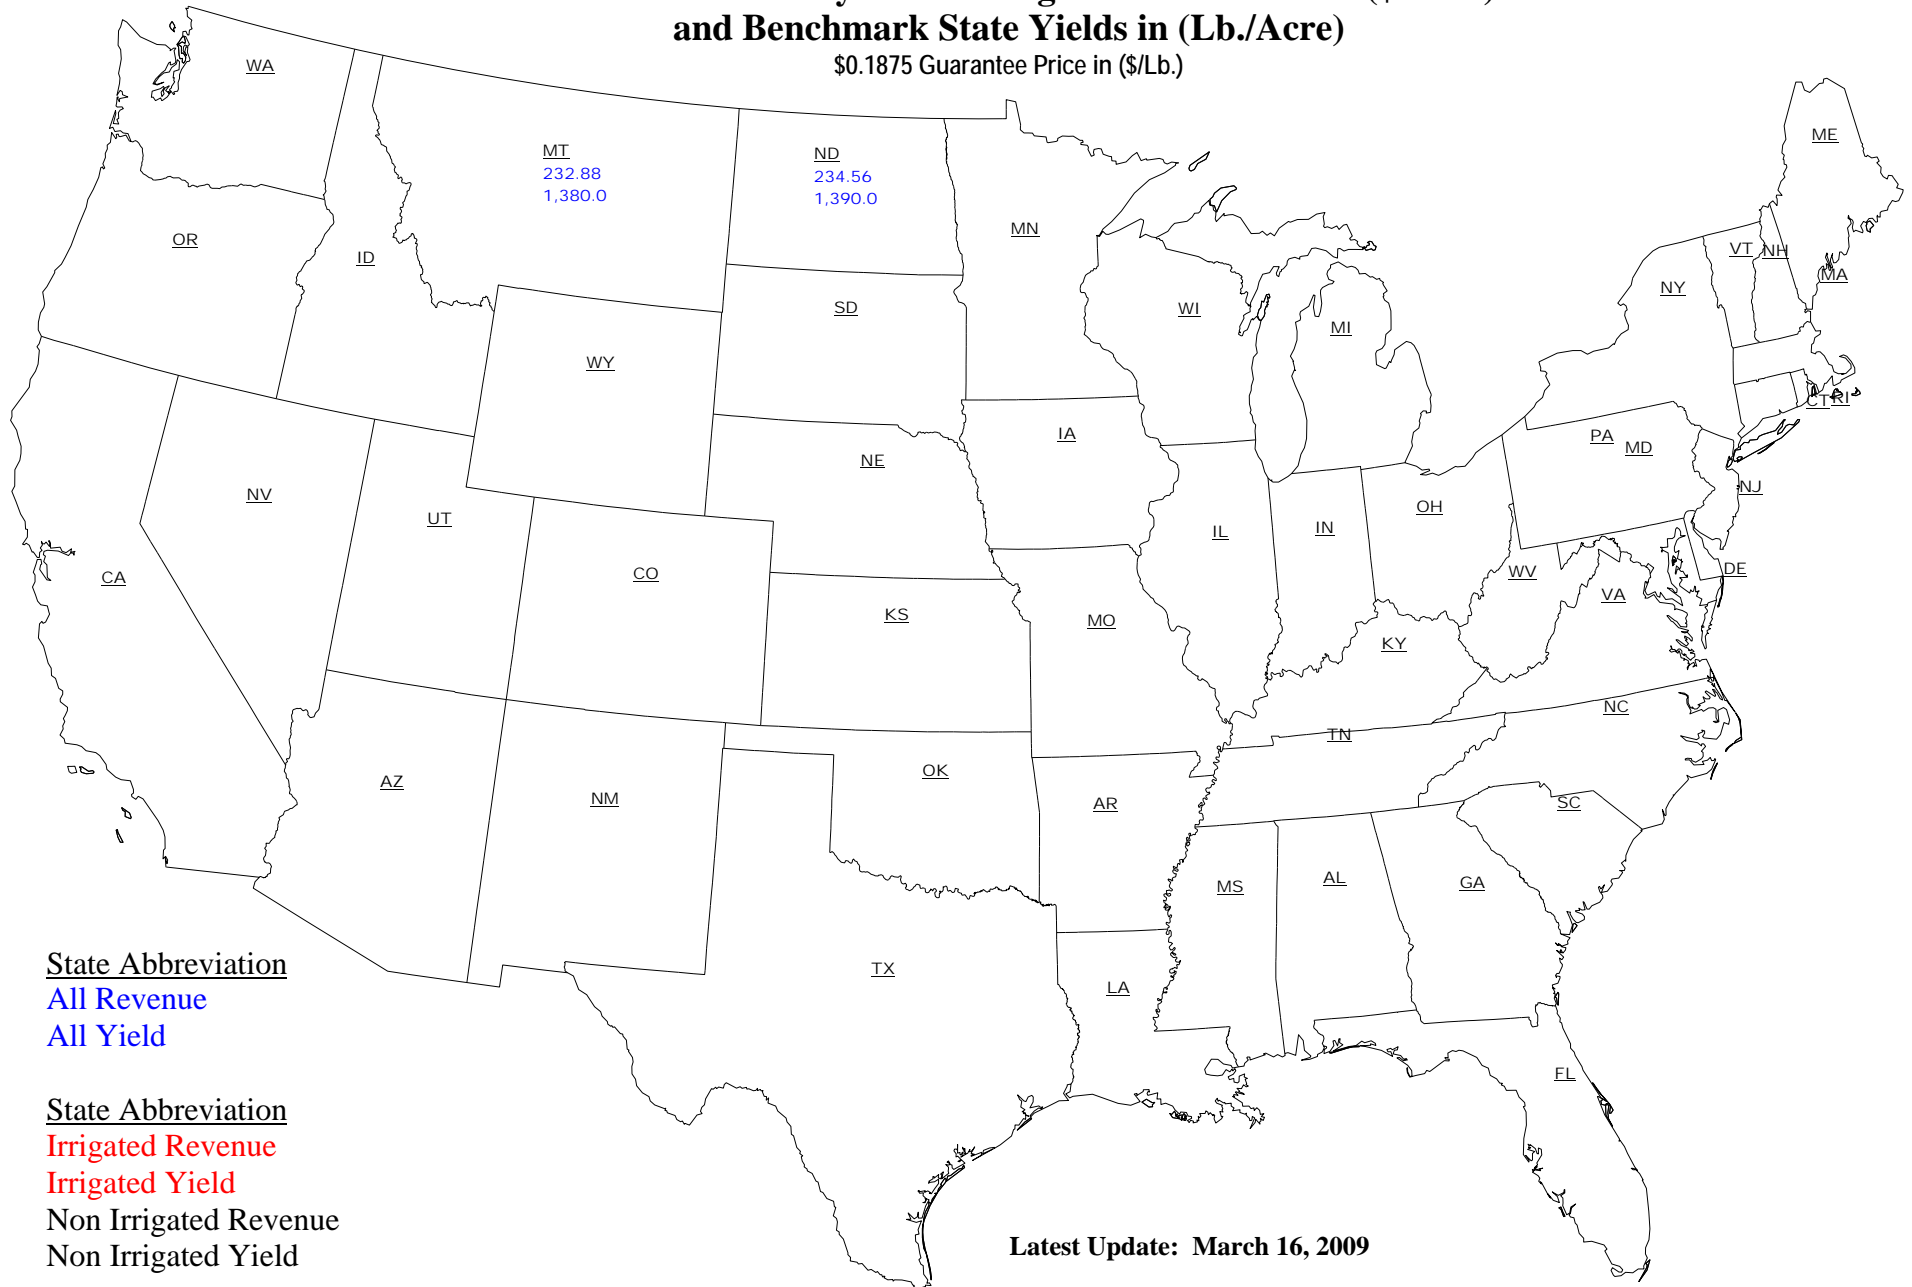 and Benchmark State Yields in (Lb./Acre)
$0.1875 Guarantee Price in ($/Lb.)
WA
MT
232.88
1,380.0
ND
234.56
1,390.0
ME
OR
ID
MN
VT
NH
MA
NY
SD
WI
MI
WY
CT
RI
IA
PA
MD
NE
NV
NJ
UT
OH
IL
IN
CA
CO
WV
DE
VA
KS
MO
KY
NC
TN
AZ
NM
OK
AR
SC
MS
AL
GA
TX
LA
FL
State Abbreviation
All Revenue
All Yield
State Abbreviation
Irrigated Revenue
Irrigated Yield
Non Irrigated Revenue
Non Irrigated Yield
Latest Update: March 16, 2009